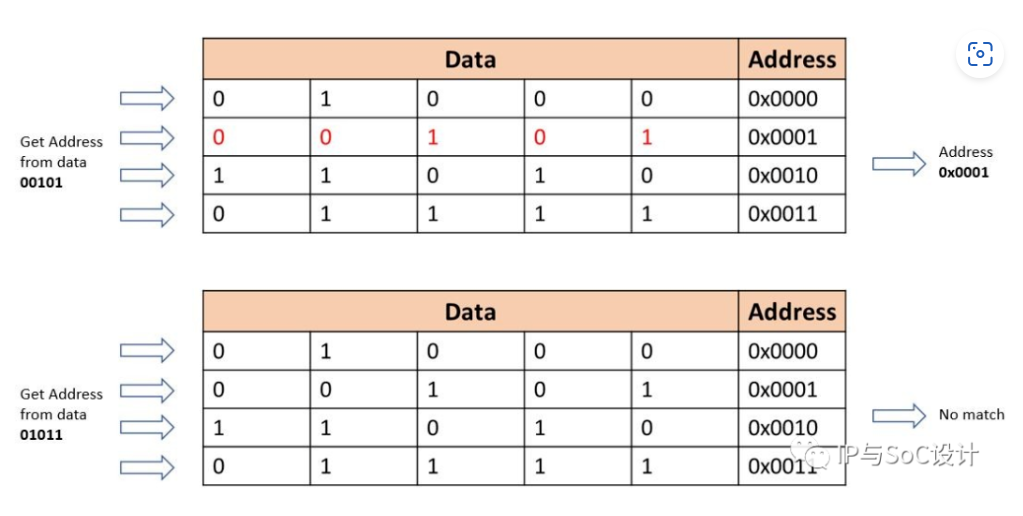 Data Address
0 1 0 0 0 0x0000
0 0 1 0 1 0x0001
1 1 0 1 0 0x0010
0 1 1 1 1 0x0011
Get Address
from data
00101
Address
0x0001
Data Address
0 1 0 0 0 0x0000
0 0 1 0 1 0x0001
1 1 0 1 0 0x0010
0 1 1 1 1 0x0011
Get Address
from data
01011
No match
IP与SoC设计